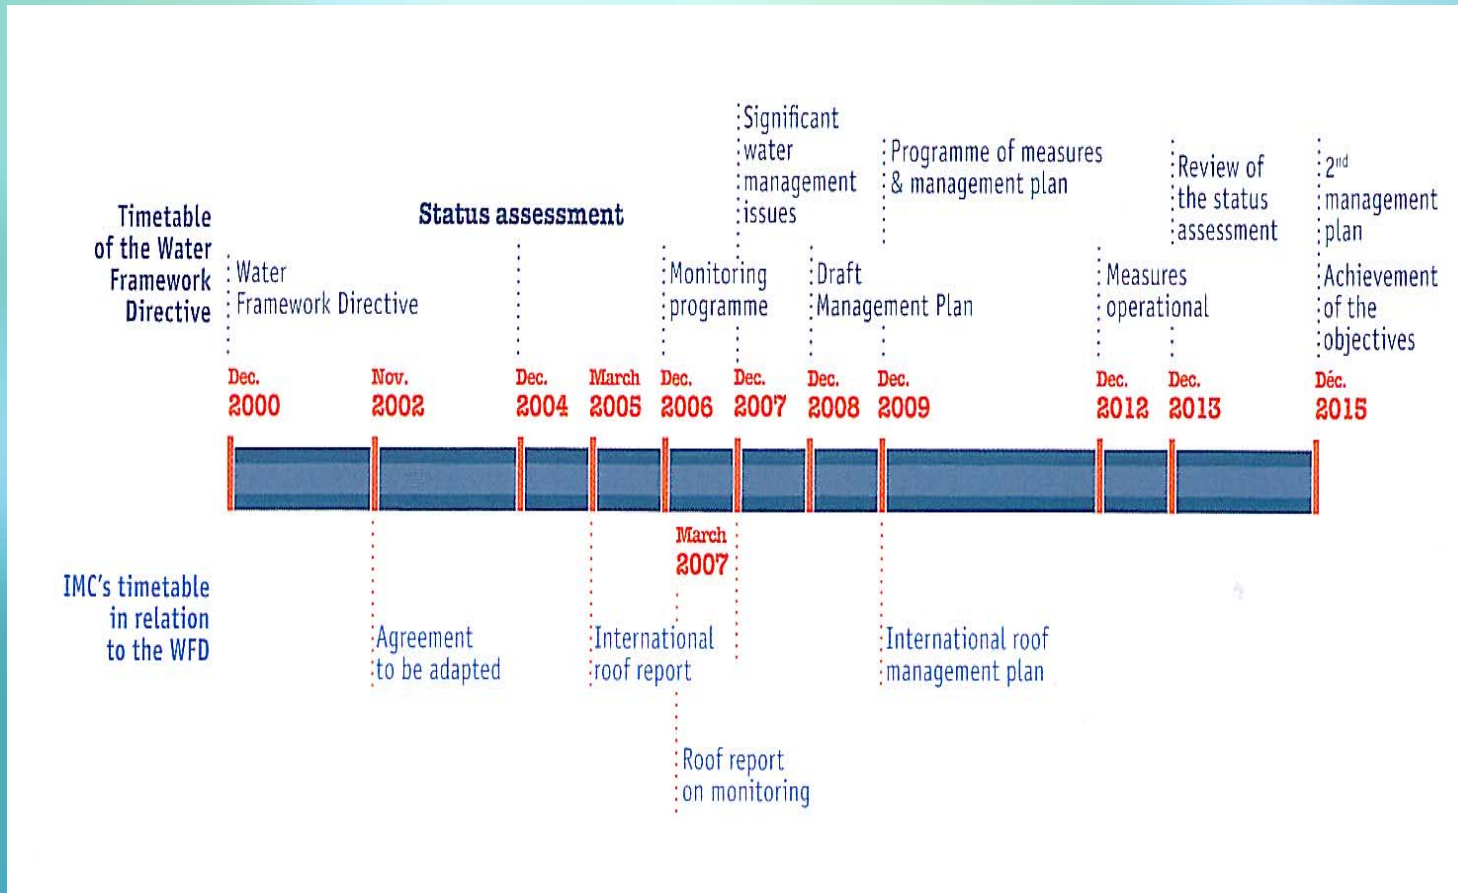 Timetable
of the Water
Framework
Directive
Water
Framework Directive
Status assessment
Monitoring
programme
Significant
water
management
issues
Draft
Management Plan
Programme of measures
& management plan
Measures
operational
Review of
the status
assessment
2nd
management
plan
Achievement
of the
objectives
Dec.
2000
Nov.
2002
Dec.
2004
March
2005
Dec.
2006
Dec.
2007
Dec.
2008
Dec.
2009
Dec.
2012
Dec.
2013
Déc.
2015
March
2007
IMC's timetable
in relation
to the WFD
Agreement
to be adapted
International
roof report
Roof report
on monitoring
International roof
management plan